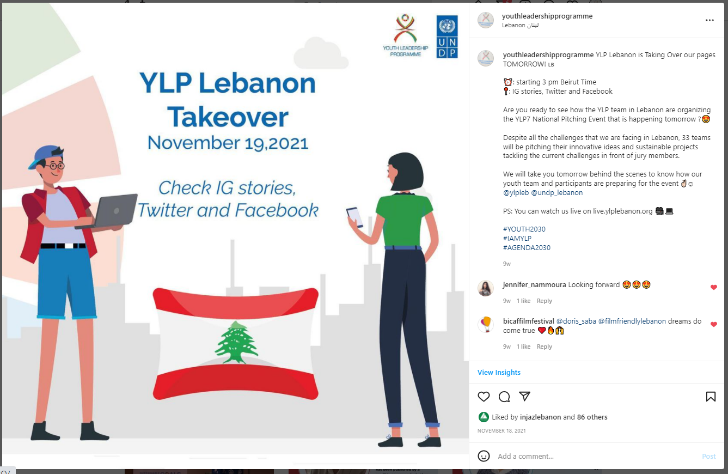 YOUTH LEADERSHIP
PROGRAMME
U N
D P
YLP Lebanon
Takeover
November 19,2021
Check IG stories,
Twitter and Facebook
youthleadershipprogramme
Lebanon لبنان
youthleadershipprogramme YLP Lebanon is Taking Over our pages
TOMORROW! LB
⏰: starting 3 pm Beirut Time
📍: IG stories, Twitter and Facebook
Are you ready to see how the YLP team in Lebanon are organizing
the YLP7 National Pitching Event that is happening tomorrow ?
Despite all the challenges that we are facing in Lebanon, 33 teams
will be pitching their innovative ideas and sustainable projects
tackling the current challenges in front of jury members.
We will take you tomorrow behind the scenes to know how our
youth team and participants are preparing for the event
@ylpleb @undp_lebanon
PS: You can watch us live on live.ylplebanon.org
#YOUTH2030
#IAMYLP
#AGENDA2030
9w
jennifer_nammoura Looking forward 😍😍😍
9w 1 like Reply
bicaffilmfestival @doris_saba @filmfriendlylebanon dreams do
come true
9w 1 like Reply
View Insights
Liked by injazlebanon and 86 others
NOVEMBER 18, 2021
Add a comment...
Post